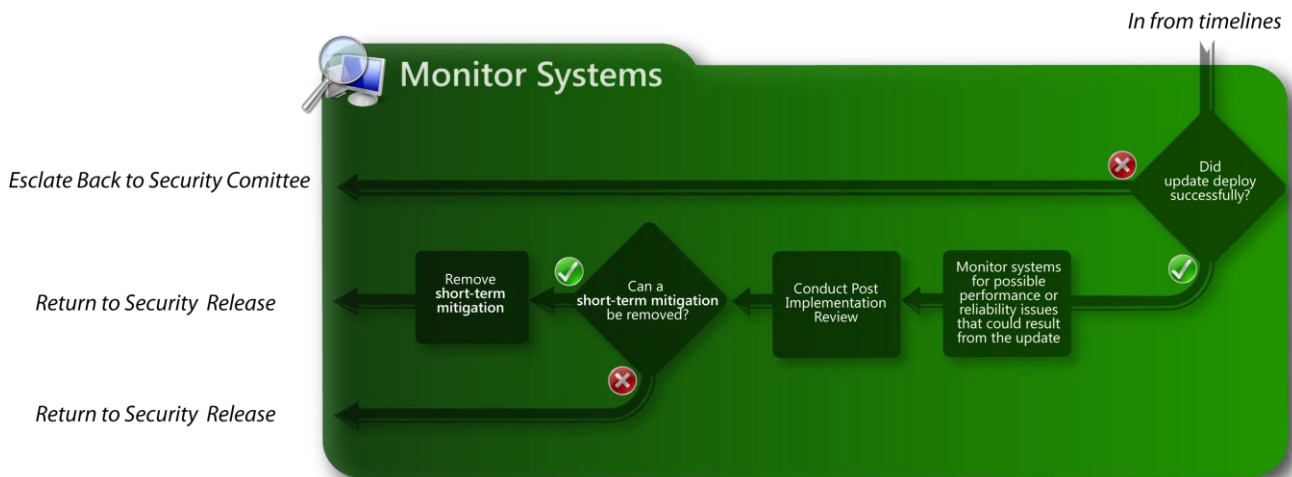 In from timelines
Monitor Systems
Esclate Back to Security Comittee
Did
update deploy
successfully?
Return to Security Release
Remove
short-term
mitigation
Can a
short-term mitigation
be removed?
Conduct Post
Implementation
Review
Monitor systems
for possible
performance or
reliability issues
that could result
from the update
Return to Security Release